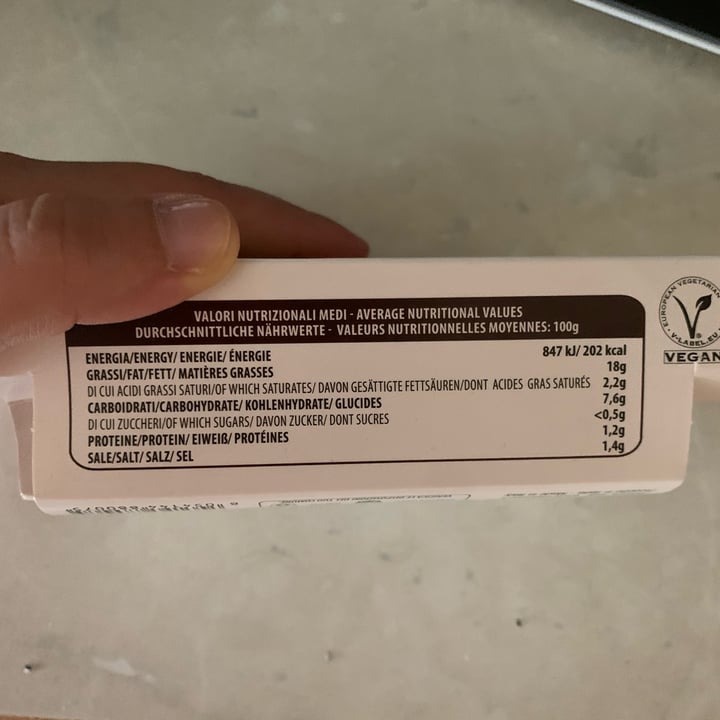 VALORI NUTRIZIONALI MEDI - AVERAGE NUTRITIONAL VALUES
DURCHSCHNITTLICHE NÄHRWERTE - VALEURS NUTRITIONNELLES MOYENNES: 100g
ENERGIA/ENERGY/ ENERGIE/ ÉNERGIE 847 kJ/ 202 kcal
GRASSI/FAT/FETT/ MATIÈRES GRASSES 18g
DI CUI ACIDI GRASSI SATURI/OF WHICH SATURATES/ DAVON GESÄTTIGTE FETTSÄUREN/DONT ACIDES GRAS SATURÉS 2,2g
CARBOIDRATI/CARBOHYDRATE/ KOHLENHYDRATE/ GLUCIDES 7,6g
DI CUI ZUCCHERI/OF WHICH SUGARS/ DAVON ZUCKER/ DONT SUCRES <0,5g
PROTEINE/PROTEIN/ EIWEIß/ PROTÉINES 1,2g
SALE/SALT/ SALZ/ SEL 1,4g
EUROPEAN VEGETARIAN
V-LABEL.EU
VEGAN